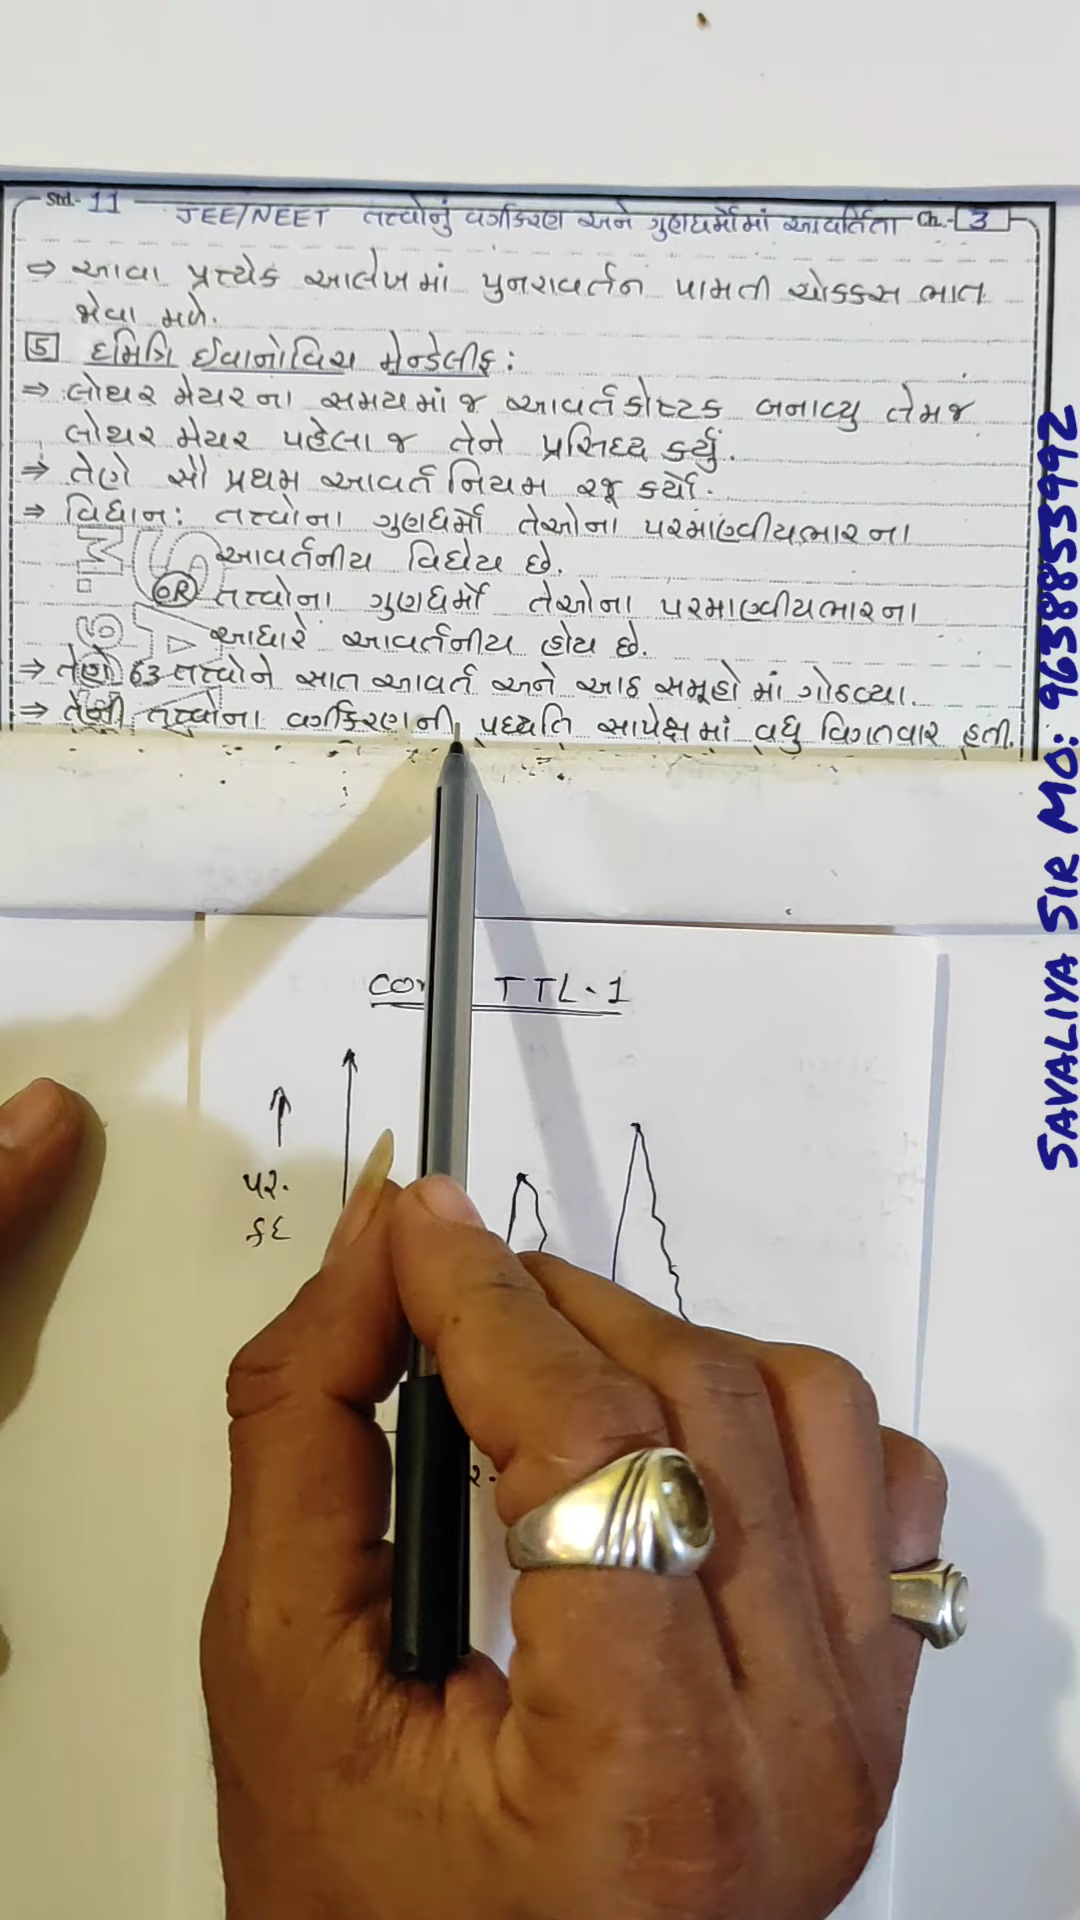 Std.- 11 JEE/NEET તત્ત્વોનું વર્ગીકરણ અને ગુણધર્મોમાં આવર્તિતા Ch.- 3
⇒ આવા પ્રત્યેક આલેખમાં પુનરાવર્તન પામતી ચોક્કસ ભાત
જોવા મળે.
5 દમિત્રિ ઈવાનોવિચ મેન્ડેલીફ :
⇒ લોથર મેયરના સમયમાં જ આવર્તકોષ્ટક બનાવ્યુ તેમજ
લોથર મેયર પહેલા જ તેને પ્રસિધ્ધ કર્યું.
⇒ તેણે સૌ પ્રથમ આવર્ત નિયમ રજૂ કર્યો.
⇒ વિધાન: તત્ત્વોના ગુણધર્મો તેઓના પરમાણ્વીયભારના
આવર્તનીય વિધેય છે.
OR તત્ત્વોના ગુણધર્મો તેઓના પરમાણ્વીયભારના
આધારે આવર્તનીય હોય છે.
⇒ તેણે 63 તત્ત્વોને સાત આવર્ત અને આઠ સમૂહોમાં ગોઠવ્યા.
⇒ તેની તત્ત્વોના વર્ગીકરણની પધ્ધતિ સાપેક્ષમાં વધુ વિગતવાર હતી.
TTL-1
પર.
કદ
SAVALIYA SIR MO: 9638853992